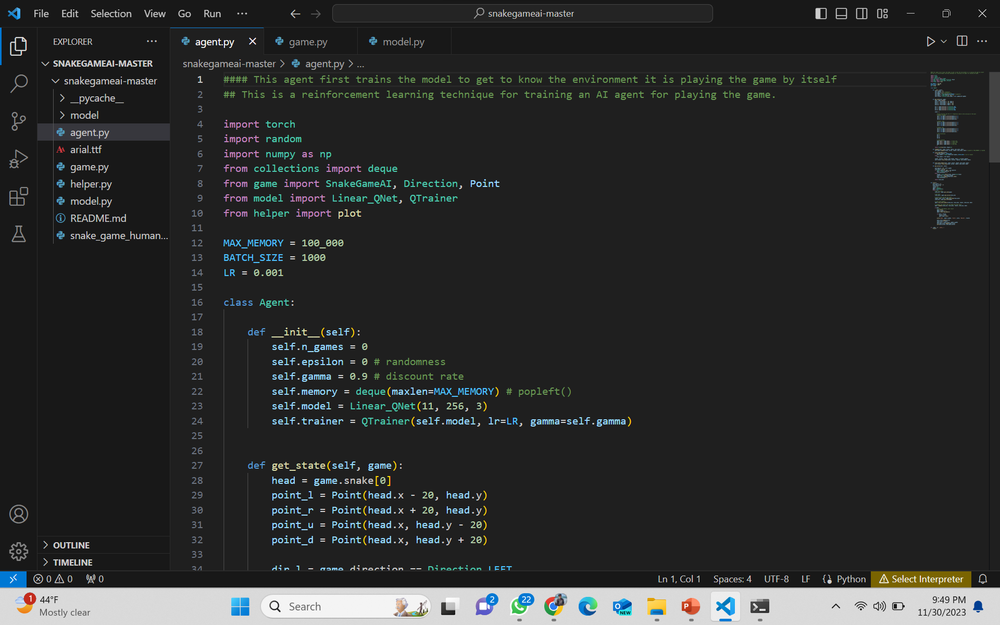 File Edit Selection View Go Run ...
snakegameai-master
EXPLORER
SNAKEGAMEAI-MASTER
snakegameai-master
__pycache__
model
agent.py
arial.ttf
game.py
helper.py
model.py
README.md
snake_game_human...
OUTLINE
TIMELINE
agent.py game.py model.py
snakegameai-master > agent.py > ...
1 #### This agent first trains the model to get to know the environment it is playing the game by itself
2 ## This is a reinforcement learning technique for training an AI agent for playing the game.
3
4 import torch
5 import random
6 import numpy as np
7 from collections import deque
8 from game import SnakeGameAI, Direction, Point
9 from model import Linear_QNet, QTrainer
10 from helper import plot
11
12 MAX_MEMORY = 100_000
13 BATCH_SIZE = 1000
14 LR = 0.001
15
16 class Agent:
17
18     def __init__(self):
19         self.n_games = 0
20         self.epsilon = 0 # randomness
21         self.gamma = 0.9 # discount rate
22         self.memory = deque(maxlen=MAX_MEMORY) # popleft()
23         self.model = Linear_QNet(11, 256, 3)
24         self.trainer = QTrainer(self.model, lr=LR, gamma=self.gamma)
25
26
27     def get_state(self, game):
28         head = game.snake[0]
29         point_l = Point(head.x - 20, head.y)
30         point_r = Point(head.x + 20, head.y)
31         point_u = Point(head.x, head.y - 20)
32         point_d = Point(head.x, head.y + 20)
33
34         dir_l = game.direction == Direction.LEFT
0 0 0
Ln 1, Col 1 Spaces: 4 UTF-8 LF Python Select Interpreter
1
44°F
Mostly clear
Search
2
22
NEW
9:49 PM
11/30/2023